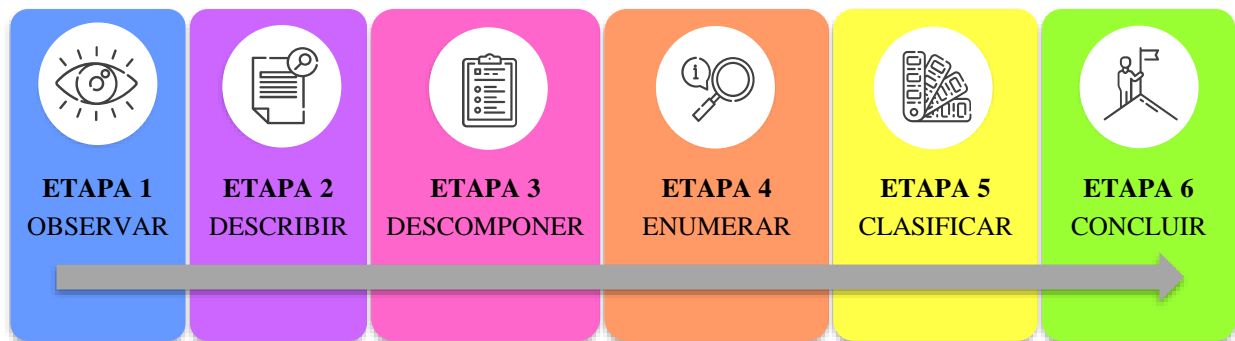 ETAPA 1
OBSERVAR
ETAPA 2
DESCRIBIR
ETAPA 3
DESCOMPONER
ETAPA 4
ENUMERAR
ETAPA 5
CLASIFICAR
ETAPA 6
CONCLUIR